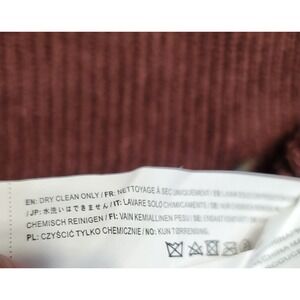 EN: DRY CLEAN ONLY / FR: NETTOYAGE À SEC UNIQUEMENT /
/ JP: 水洗いはできません / IT: LAVARE SOLO CHIMICAMENTE /
CHEMISCH REINIGEN / FI: VAIN KEMIALLINEN PESU /
PL: CZYŚCIĆ TYLKO CHEMICZNIE / NO: KUN TØRRENSING.